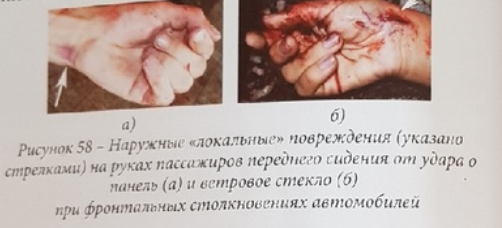 а)
б)
Рисунок 58 – Наружные «локальные» повреждения (указано
стрелками) на руках пассажиров переднего сидения от удара о
панель (а) и ветровое стекло (б)
при фронтальных столкновениях автомобилей